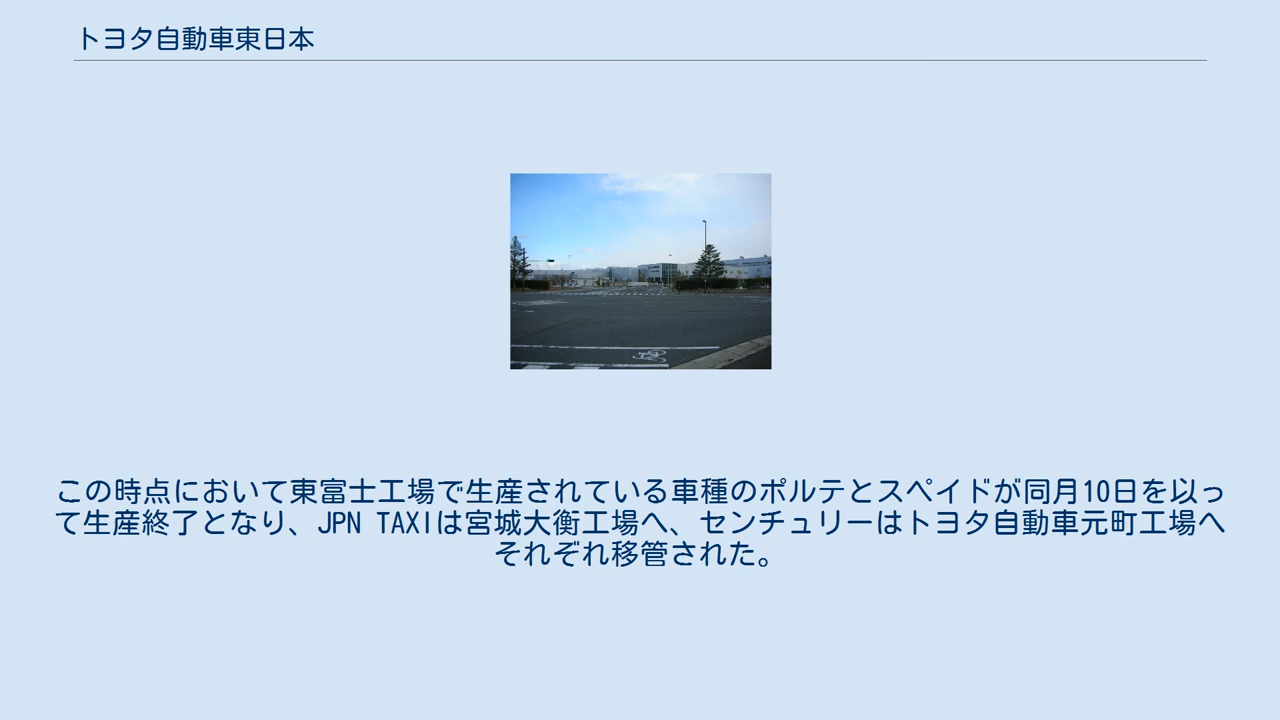 トヨタ自動車東日本
この時点において東富士工場で生産されている車種のポルテとスペイドが同月10日を以っ
て生産終了となり、JPN TAXIは宮城大衡工場へ、センチュリーはトヨタ自動車元町工場へ
それぞれ移管された。